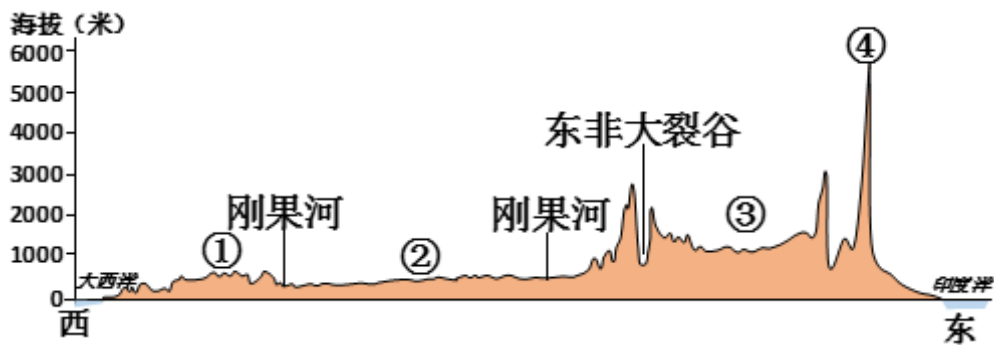 海拔（米）
6000
5000
4000
3000
2000
1000
0
④
东非大裂谷
刚果河
刚果河
③
①
②
大西洋
印度洋
西
东